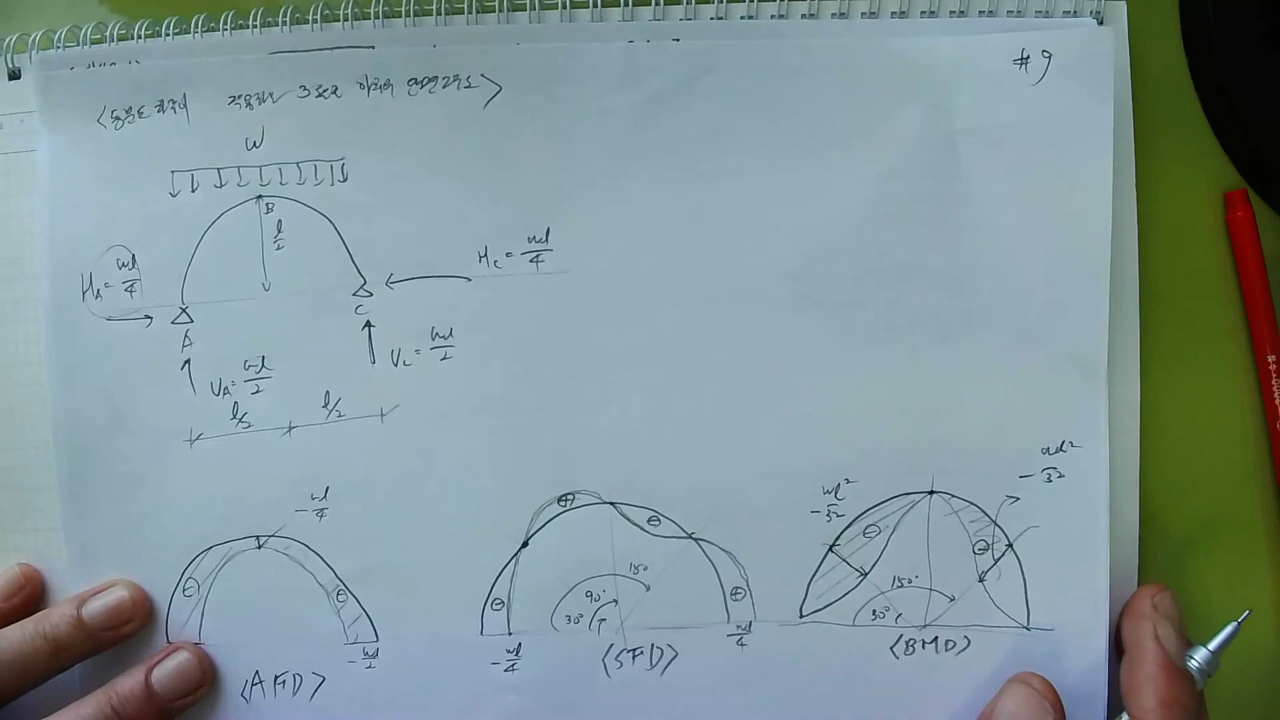 #9
<등분포 하중이 작용하는 3활절 아치의 단면력도>
W
B
l/2
H_A = wl/4
H_C = wl/4
A
C
V_A = wl/2
V_C = wl/2
l/2
l/2
-wl/4
⊖
⊖
-wl/2
<AFD>
⊕
⊖
⊖
⊕
150
90°
30°
-wl/4
wl/4
<SFD>
-wl²/32
-wl²/32
⊖
⊖
150°
30°
<BMD>